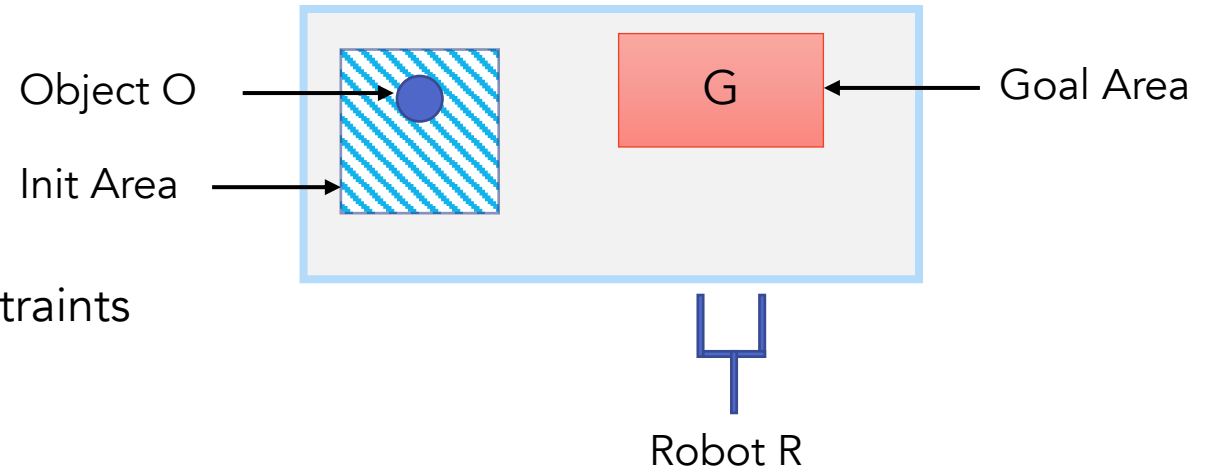 Object O
G
Goal Area
Init Area
traints
Robot R